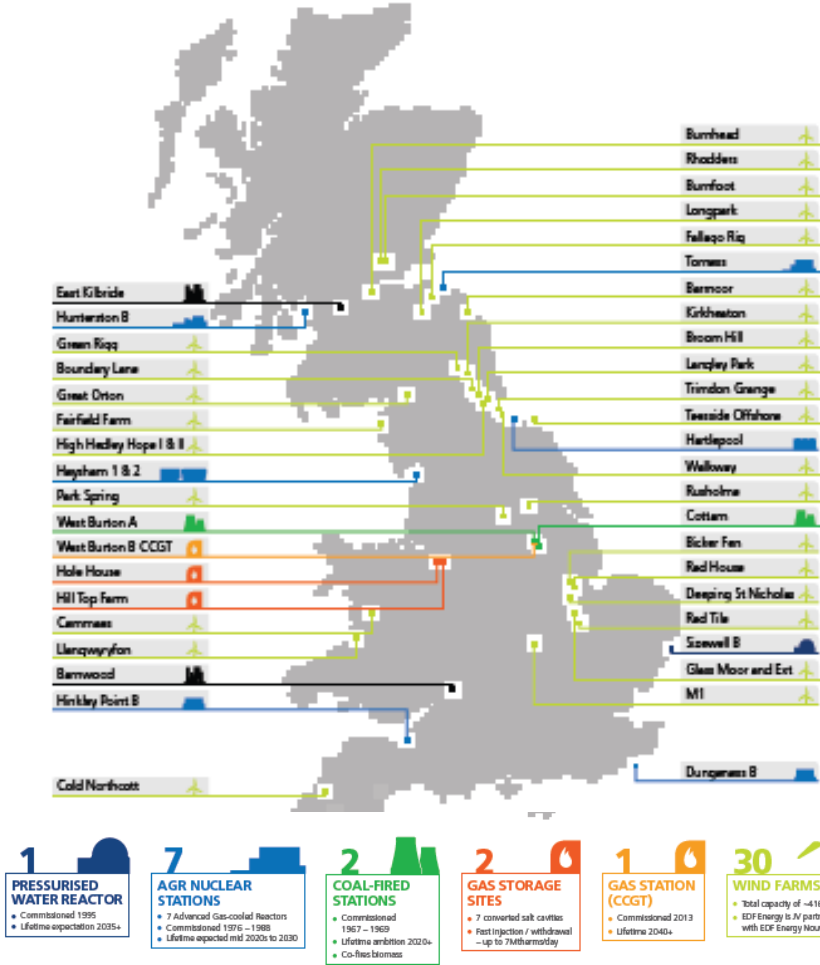 Burnhead
Rhodders
Burnfoot
Longpark
Fallago Rig
Torness
Barmoor
Kirkheaton
Broom Hill
Langley Park
Trimdon Grange
Teesside Offshore
Hartlepool
Walkway
Rusholme
Cottam
Bicker Fen
Red House
Deeping St Nicholas
Red Tile
Sizewell B
Glass Moor and Ext
M1
Dungeness B
East Kilbride
Hunterston B
Green Rigg
Boundary Lane
Great Orton
Fairfield Farm
High Hedley Hope I & II
Heysham 1 & 2
Park Spring
West Burton A
West Burton B CCGT
Hole House
Hill Top Farm
Cemmaes
Llangwyryfon
Barnwood
Hinkley Point B
Cold Northcott
1
PRESSURISED
WATER REACTOR
• Commissioned 1995
• Lifetime expectation 2035+
7
AGR NUCLEAR
STATIONS
• 7 Advanced Gas-cooled Reactors
• Commissioned 1976 – 1988
• Lifetime expected mid 2020s to 2030
2
COAL-FIRED
STATIONS
• Commissioned
1967 – 1969
• Lifetime ambition 2020+
• Co-fires biomass
2
GAS STORAGE
SITES
• 7 converted salt cavities
• Fast injection / withdrawal
– up to 7Mtherms/day
1
GAS STATION
(CCGT)
• Commissioned 2013
• Lifetime 2040+
30
WIND FARMS
• Total capacity of ~416
• EDF Energy is JV partn
with EDF Energy Nouv